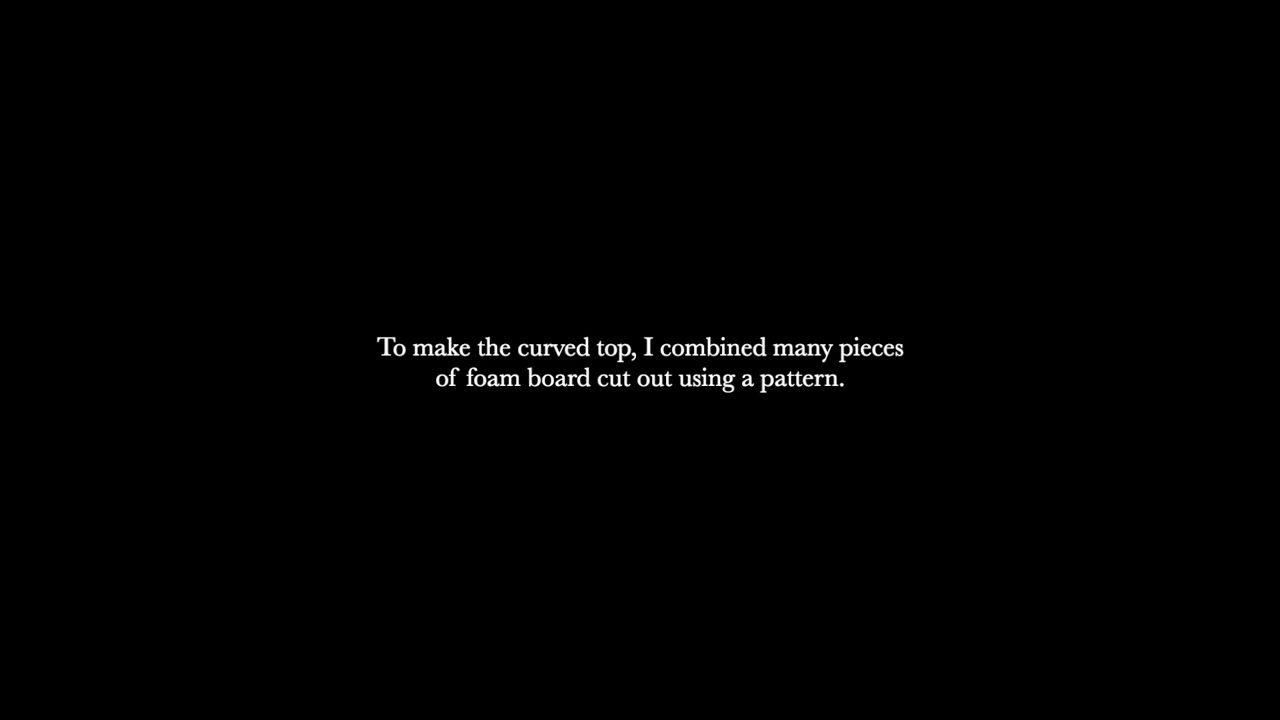 To make the curved top, I combined many pieces
of foam board cut out using a pattern.